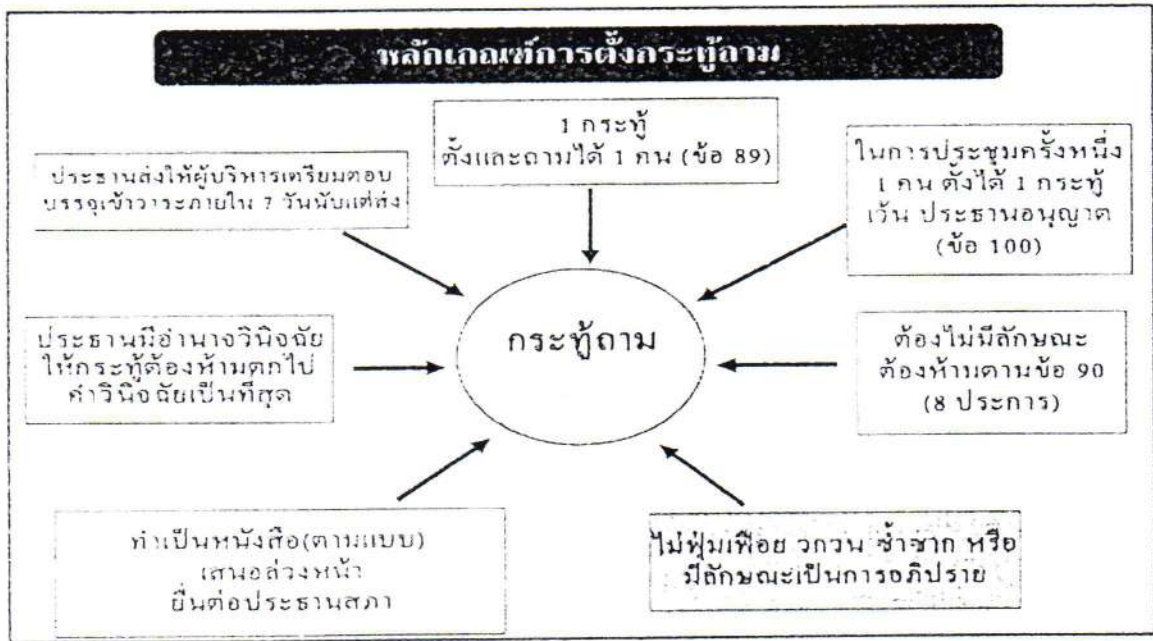 หลักเกณฑ์การตั้งกระทู้ถาม
1 กระทู้
ตั้งและถามได้ 1 คน (ข้อ 89)
ในการประชุมครั้งหนึ่ง
1 คน ตั้งได้ 1 กระทู้
เว้น ประธานอนุญาต
(ข้อ 100)
ประธานส่งให้ผู้บริหารเตรียมตอบ
บรรจุเข้าวาระภายใน 7 วันนับแต่ส่ง
กระทู้ถาม
ประธานมีอำนาจวินิจฉัย
ให้กระทู้ต้องห้ามตกไป
คำวินิจฉัยเป็นที่สุด
ต้องไม่มีลักษณะ
ต้องห้ามตามข้อ 90
(8 ประการ)
ทำเป็นหนังสือ(ตามแบบ)
เสนอล่วงหน้า
ยื่นต่อประธานสภา
ไม่ฟุ่มเฟือย วกวน ซ้ำซาก หรือ
มีลักษณะเป็นการอภิปราย